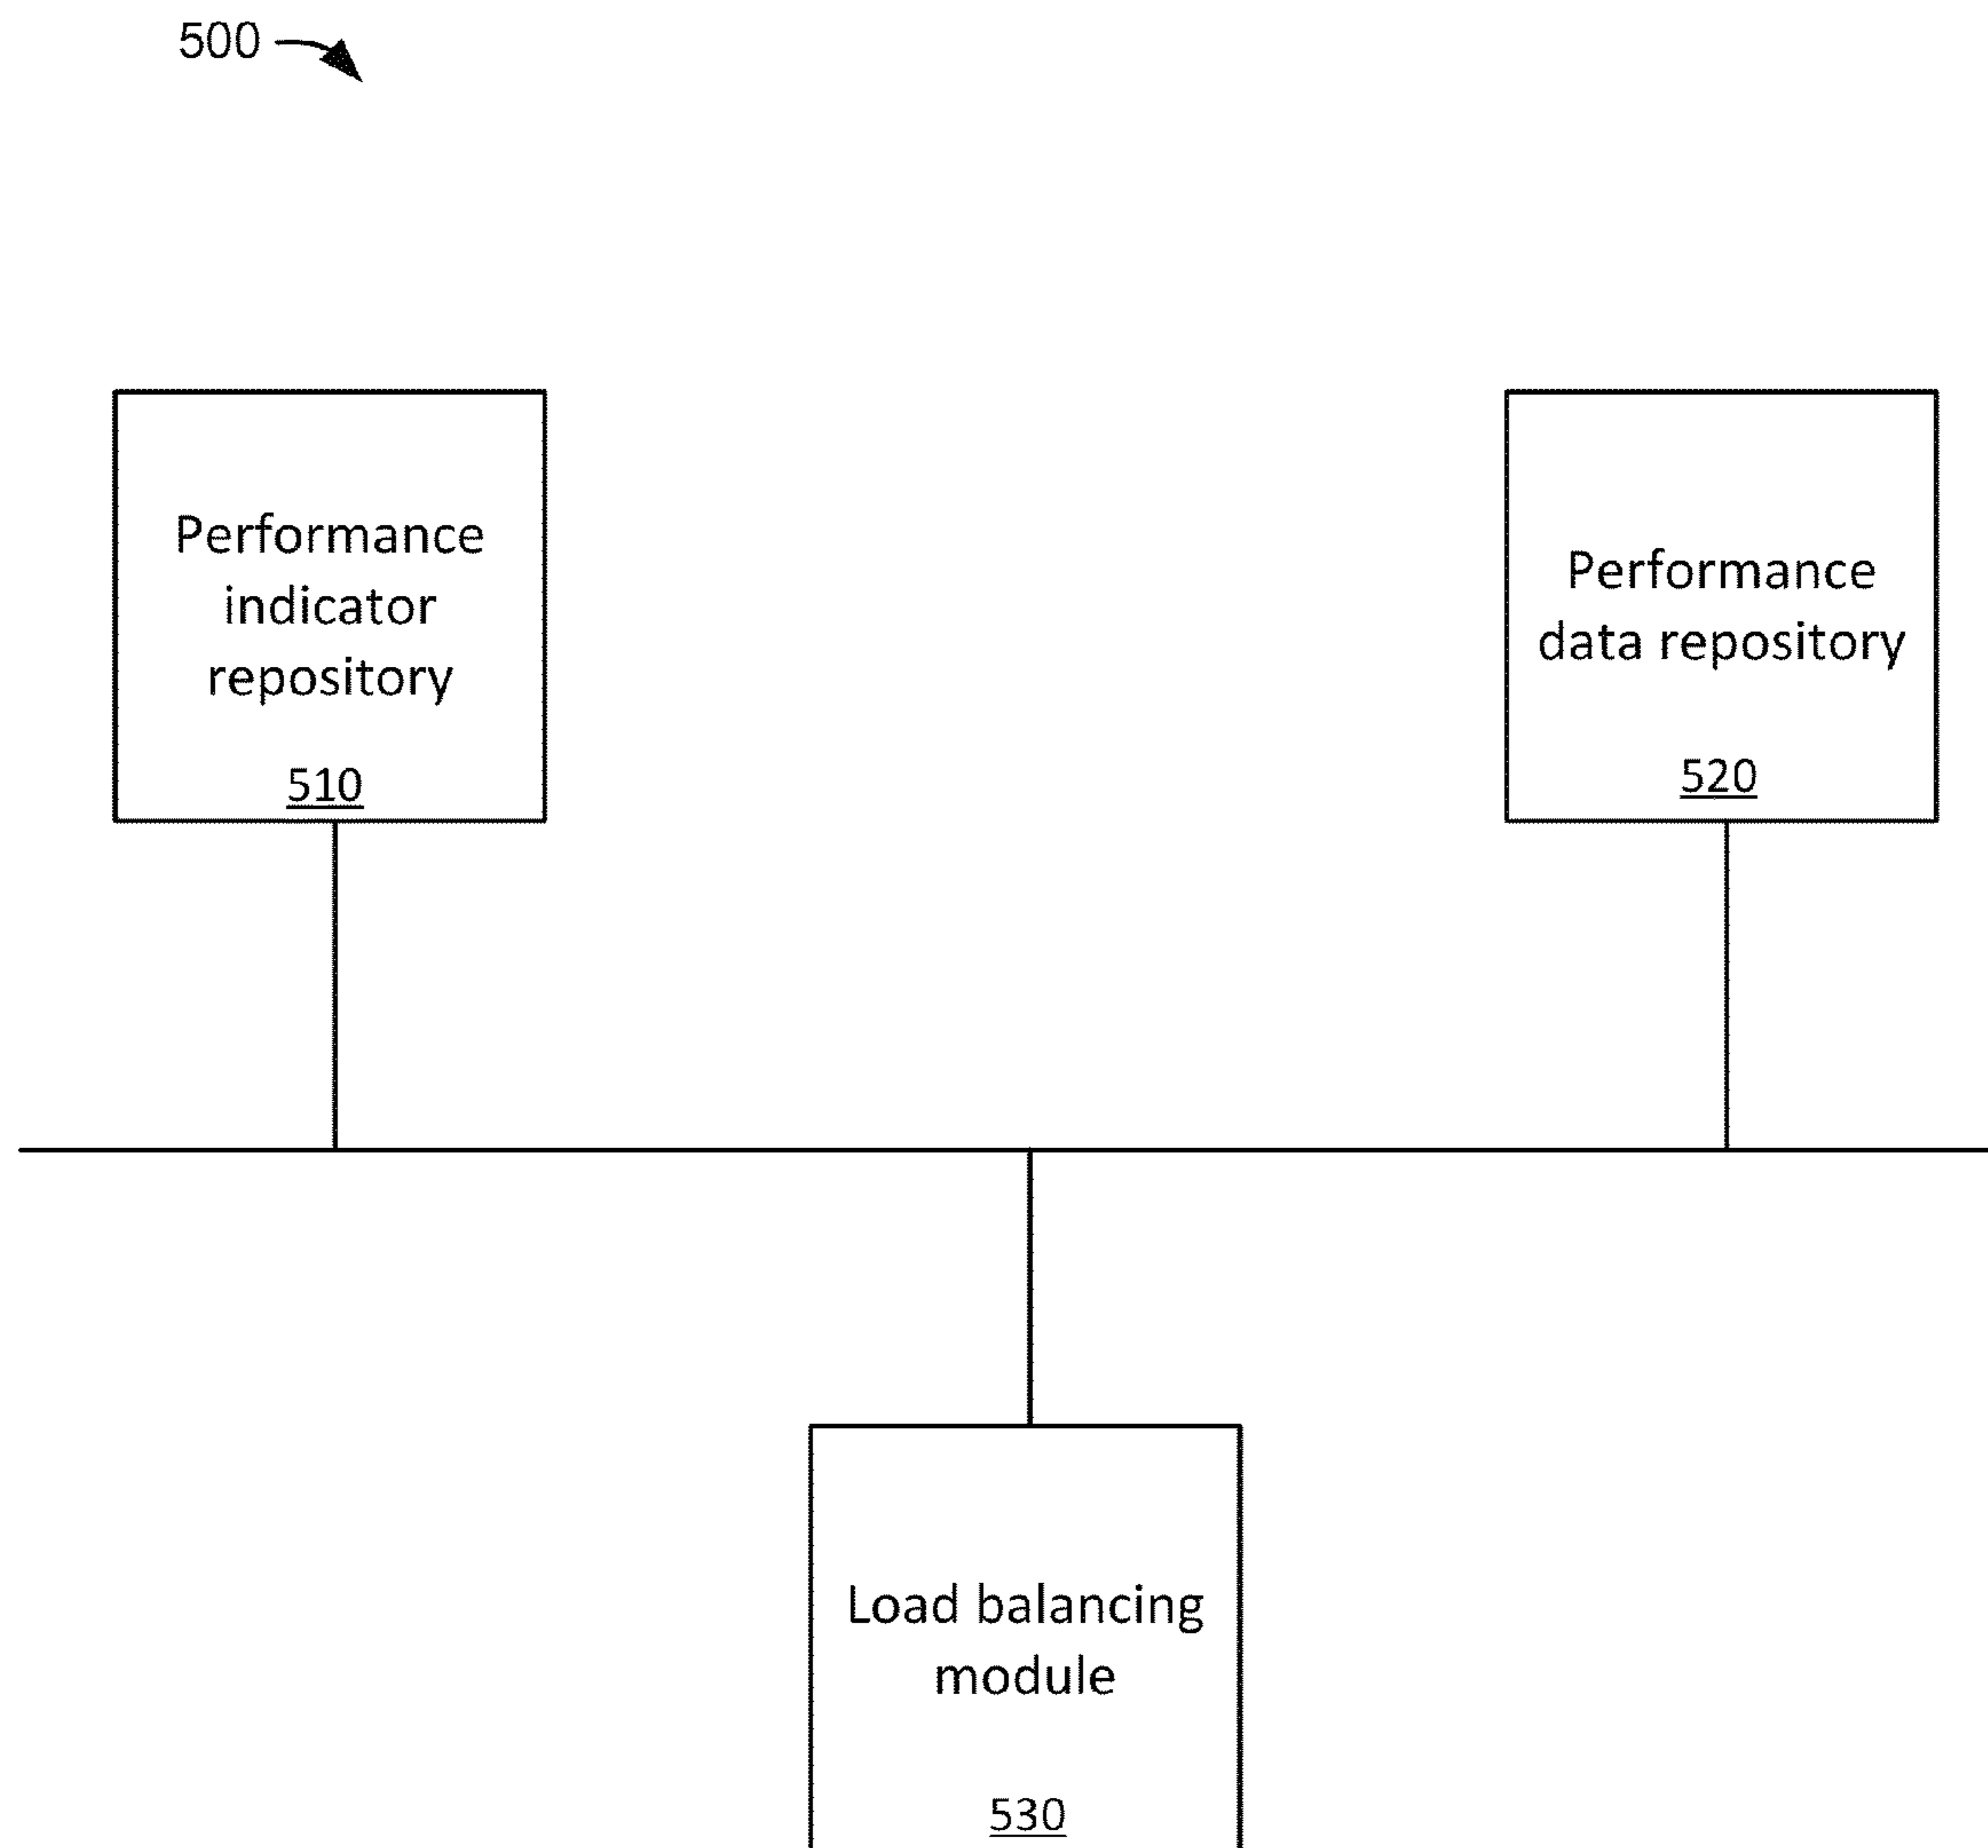 500
Performance
indicator
repository
510
Performance
data repository
520
Load balancing
module
530